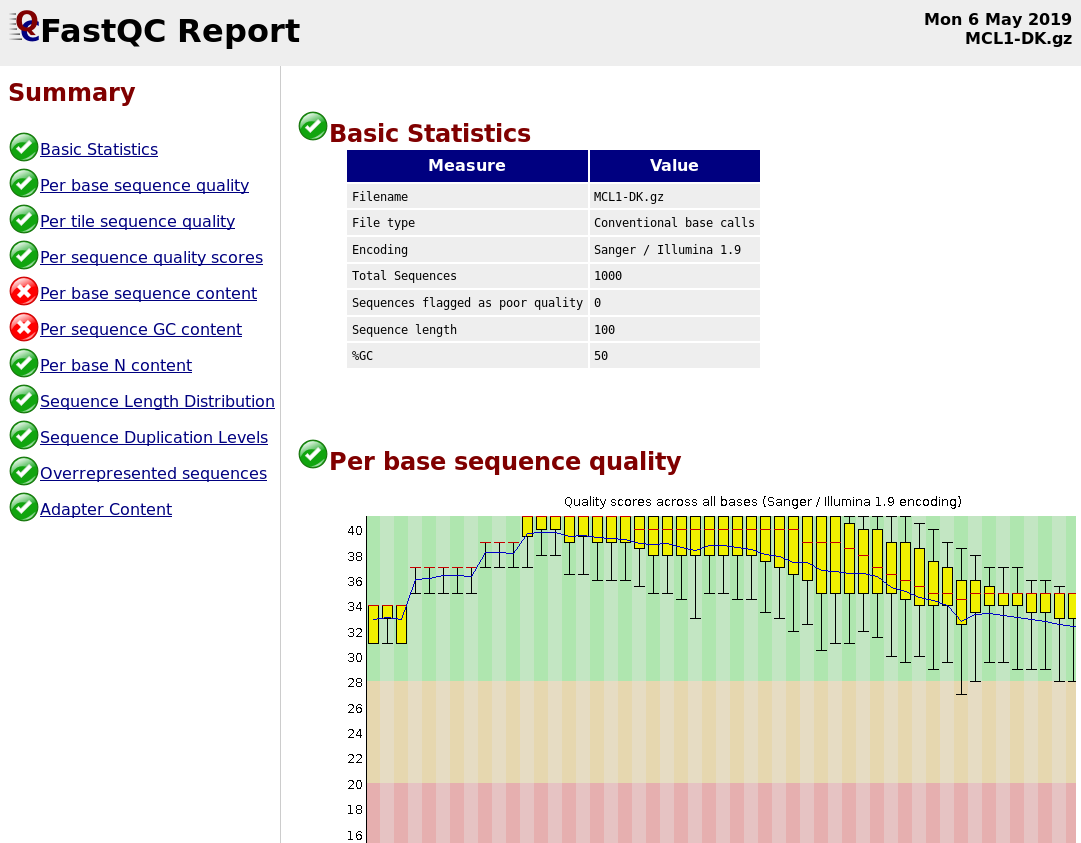 FastQC Report
Mon 6 May 2019
MCL1-DK.gz
Summary
Basic Statistics
Per base sequence quality
Per tile sequence quality
Per sequence quality scores
Per base sequence content
Per sequence GC content
Per base N content
Sequence Length Distribution
Sequence Duplication Levels
Overrepresented sequences
Adapter Content
Basic Statistics
Measure Value
Filename MCL1-DK.gz
File type Conventional base calls
Encoding Sanger / Illumina 1.9
Total Sequences 1000
Sequences flagged as poor quality 0
Sequence length 100
%GC 50
Per base sequence quality
Quality scores across all bases (Sanger / Illumina 1.9 encoding)
40
38
36
34
32
30
28
26
24
22
20
18
16